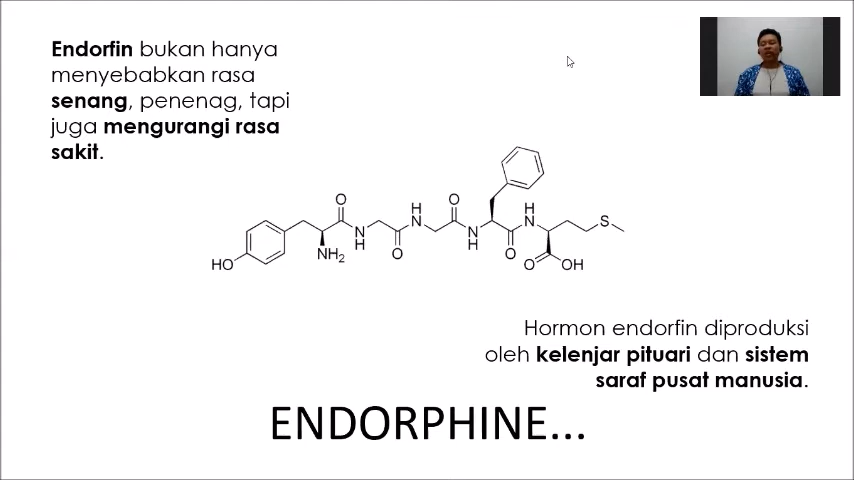 Endorfin bukan hanya
menyebabkan rasa
senang, penenag, tapi
juga mengurangi rasa
sakit.
O
O
H
H
N
N
S
N
H
N
H
HO
NH2
O
O
O
OH
Hormon endorfin diproduksi
oleh kelenjar pituari dan sistem
saraf pusat manusia.
ENDORPHINE...